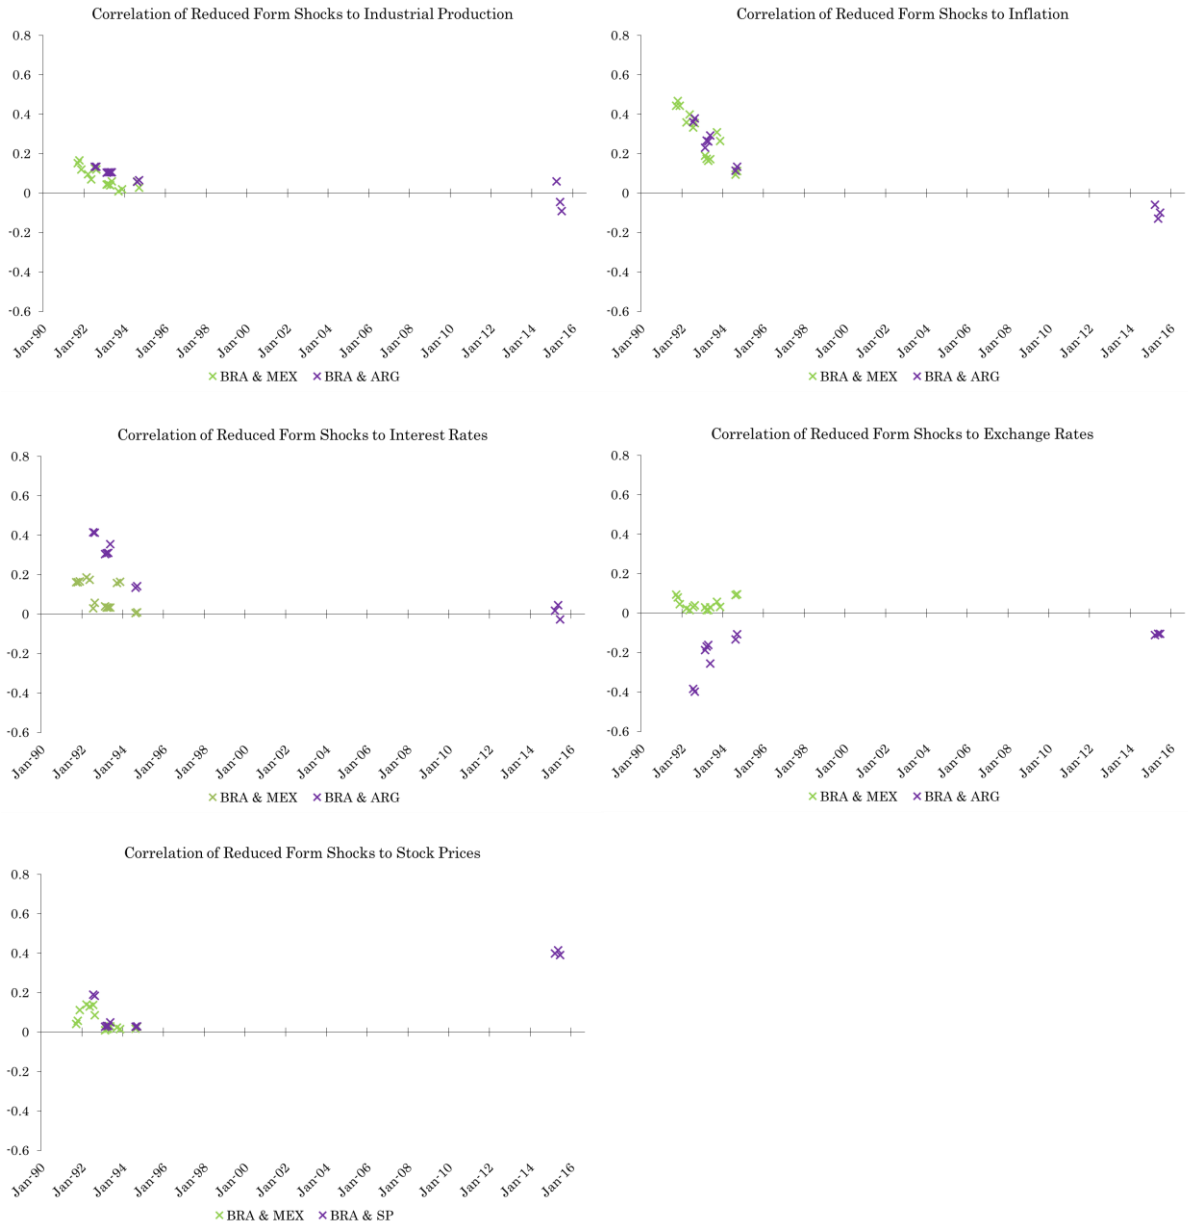 Correlation of Reduced Form Shocks to Industrial Production
0.8
0.6
0.4
0.2
0
-0.2
-0.4
-0.6
Jan-90 Jan-92 Jan-94 Jan-96 Jan-98 Jan-00 Jan-02 Jan-04 Jan-06 Jan-08 Jan-10 Jan-12 Jan-14 Jan-16
BRA & MEX BRA & ARG
Correlation of Reduced Form Shocks to Inflation
0.8
0.6
0.4
0.2
0
-0.2
-0.4
-0.6
Jan-90 Jan-92 Jan-94 Jan-96 Jan-98 Jan-00 Jan-02 Jan-04 Jan-06 Jan-08 Jan-10 Jan-12 Jan-14 Jan-16
BRA & MEX BRA & ARG
Correlation of Reduced Form Shocks to Interest Rates
0.8
0.6
0.4
0.2
0
-0.2
-0.4
-0.6
Jan-90 Jan-92 Jan-94 Jan-96 Jan-98 Jan-00 Jan-02 Jan-04 Jan-06 Jan-08 Jan-10 Jan-12 Jan-14 Jan-16
BRA & MEX BRA & ARG
Correlation of Reduced Form Shocks to Exchange Rates
0.8
0.6
0.4
0.2
0
-0.2
-0.4
-0.6
Jan-90 Jan-92 Jan-94 Jan-96 Jan-98 Jan-00 Jan-02 Jan-04 Jan-06 Jan-08 Jan-10 Jan-12 Jan-14 Jan-16
BRA & MEX BRA & ARG
Correlation of Reduced Form Shocks to Stock Prices
0.8
0.6
0.4
0.2
0
-0.2
-0.4
-0.6
Jan-90 Jan-92 Jan-94 Jan-96 Jan-98 Jan-00 Jan-02 Jan-04 Jan-06 Jan-08 Jan-10 Jan-12 Jan-14 Jan-16
BRA & MEX BRA & SP